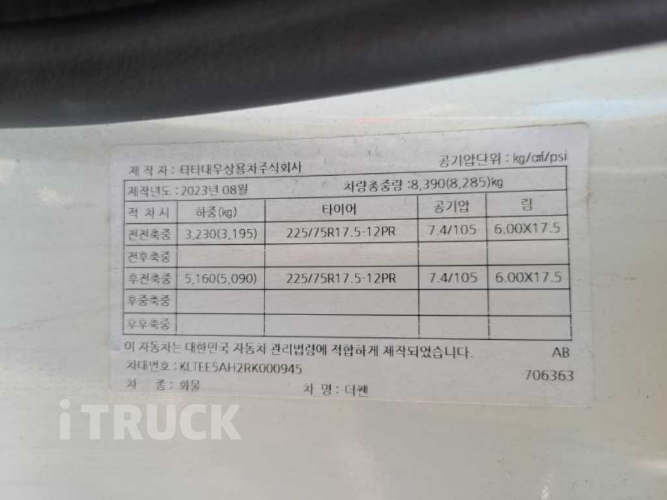 제 작 자 : 타타대우상용차주식회사 공기압단위 : kg/㎠/psi
제작년도 : 2023년 08월 차량총중량 :8,390(8,285)kg
적 차 시 하중(kg) 타이어 공기압 림
전전축중 3,230(3,195) 225/75R17.5-12PR 7.4/105 6.00X17.5
전후축중
후전축중 5,160(5,090) 225/75R17.5-12PR 7.4/105 6.00X17.5
후중축중
후후축중
이 자동차는 대한민국 자동차 관리법령에 적합하게 제작되었습니다. AB
차대번호 : KLTEE5AH2RK000945 706363
차 종 : 화물 차 명 : 더쎈
iTRUCK